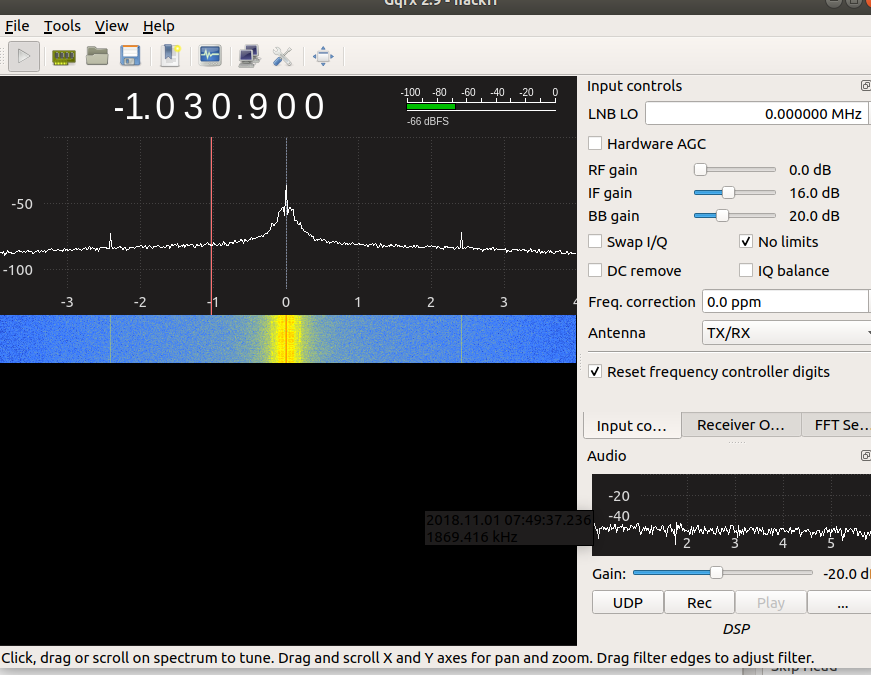 Gqrx 2.9 - hackrf
File Tools View Help
-1.030.900
-100 -80 -60 -40 -20 0
-66 dBFS
-50
-100
-3 -2 -1 0 1 2 3 4
2018.11.01 07:49:37.236
1869.416 kHz
Input controls
LNB LO 0.000000 MHz
Hardware AGC
RF gain 0.0 dB
IF gain 16.0 dB
BB gain 20.0 dB
Swap I/Q No limits
DC remove IQ balance
Freq. correction 0.0 ppm
Antenna TX/RX
Reset frequency controller digits
Input co... Receiver O... FFT Se...
Audio
-20
-40
2 3 4 5
Gain: -20.0 dB
UDP Rec Play ...
DSP
Click, drag or scroll on spectrum to tune. Drag and scroll X and Y axes for pan and zoom. Drag filter edges to adjust filter.